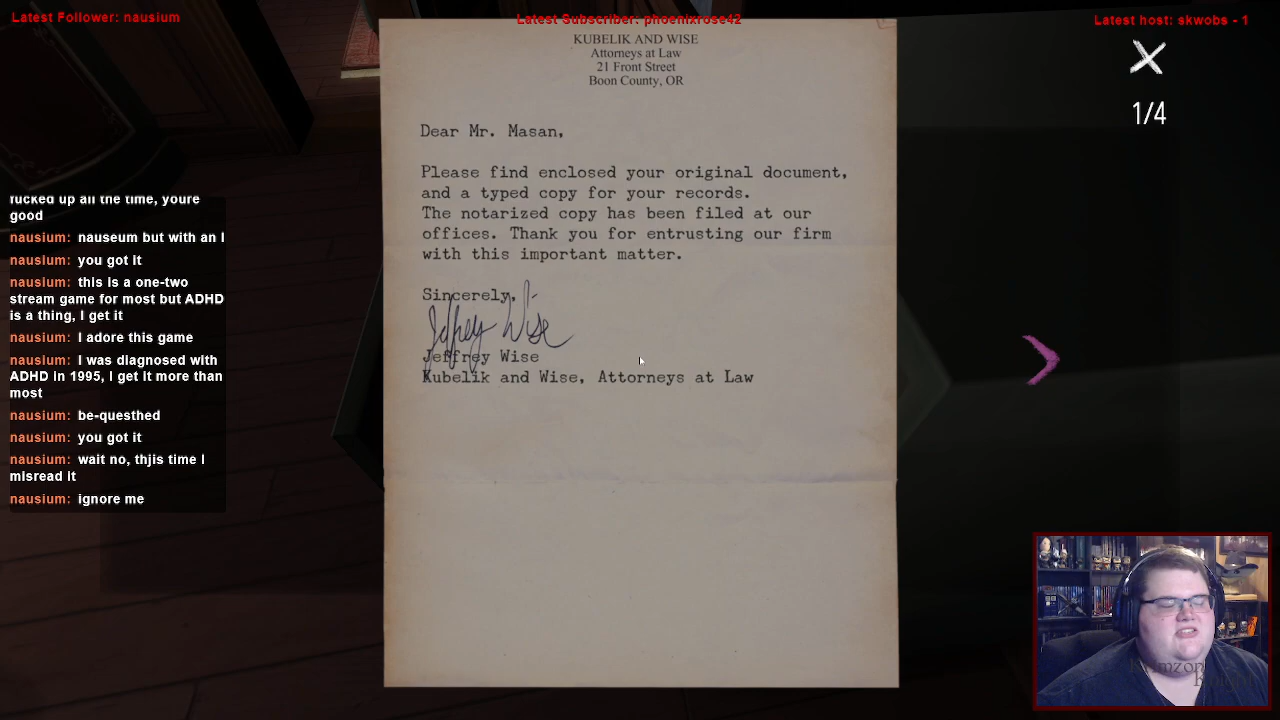 Latest Follower: nausium
Latest Subscriber: phoenixrose42
Latest host: skwobs - 1
KUBELIK AND WISE
Attorneys at Law
21 Front Street
Boon County, OR
1/4
Dear Mr. Masan,
Please find enclosed your original document,
and a typed copy for your records.
The notarized copy has been filed at our
offices. Thank you for entrusting our firm
with this important matter.
Sincerely,
Jeffrey Wise
Jeffrey Wise
Kubelik and Wise, Attorneys at Law
fucked up all the time, youre
good
nausium: nauseum but with an I
nausium: you got it
nausium: this is a one-two
stream game for most but ADHD
is a thing, I get it
nausium: I adore this game
nausium: I was diagnosed with
ADHD in 1995, I get it more than
most
nausium: be-questhed
nausium: you got it
nausium: wait no, thjis time I
misread it
nausium: ignore me